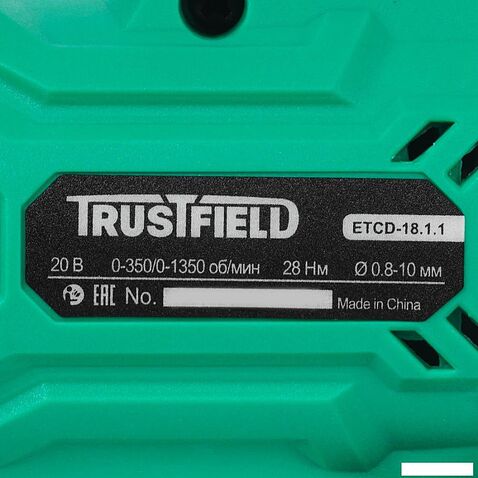 TRUSTFIELD
ETCD-18.1.1
20 В 0-350/0-1350 об/мин 28 Нм Ø 0.8-10 мм
EAC No. Made in China